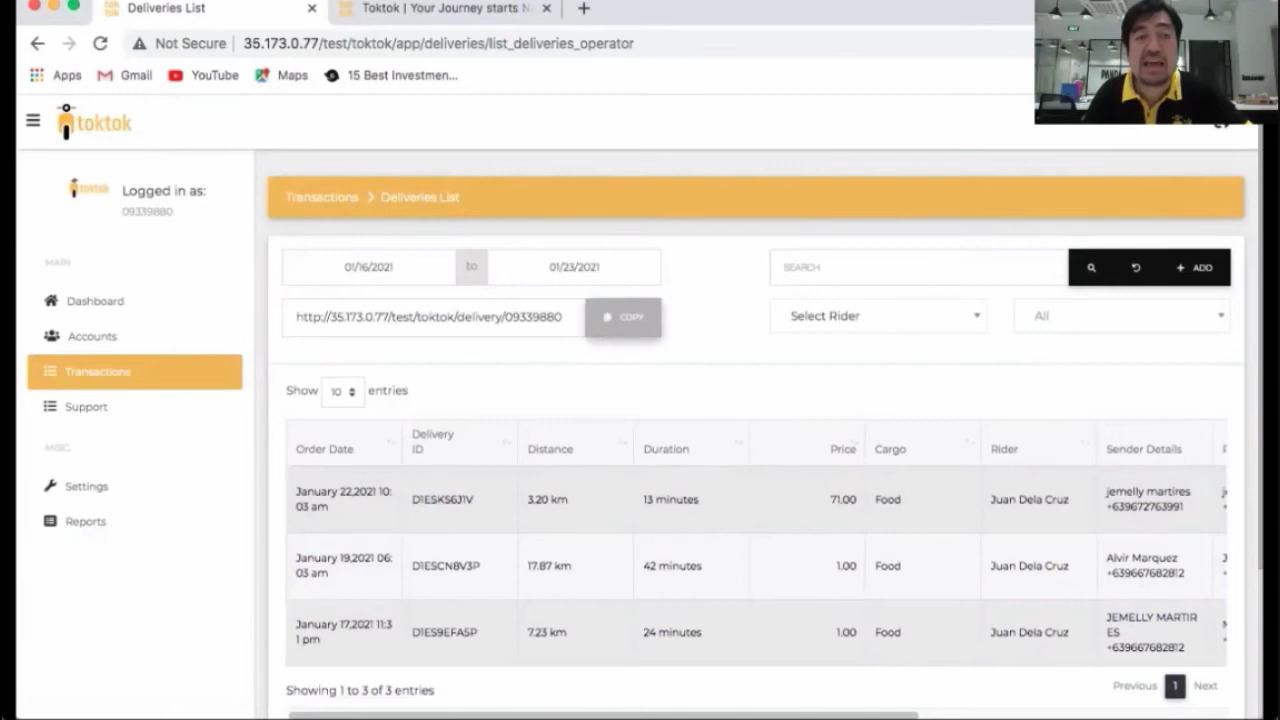 Deliveries List
Toktok | Your Journey starts N
Not Secure | 35.173.0.77/test/toktok/app/deliveries/list_deliveries_operator
Apps Gmail YouTube Maps 15 Best Investmen...
toktok
toktok Logged in as:
09339880
MAIN
Dashboard
Accounts
Transactions
Support
MISC
Settings
Reports
Transactions > Deliveries List
01/16/2021 to 01/23/2021
SEARCH
+ ADD
http://35.173.0.77/test/toktok/delivery/09339880 COPY
Select Rider All
Show 10 entries
Order Date Delivery ID Distance Duration Price Cargo Rider Sender Details
January 22,2021 10:03 am D1ESKS6J1V 3.20 km 13 minutes 71.00 Food Juan Dela Cruz jemelly martires +639672763991
January 19,2021 06:03 am D1ESCN8V3P 17.87 km 42 minutes 1.00 Food Juan Dela Cruz Alvir Marquez +639667682812
January 17,2021 11:31 pm D1ES9EFA5P 7.23 km 24 minutes 1.00 Food Juan Dela Cruz JEMELLY MARTIRES +639667682812
Showing 1 to 3 of 3 entries
Previous 1 Next